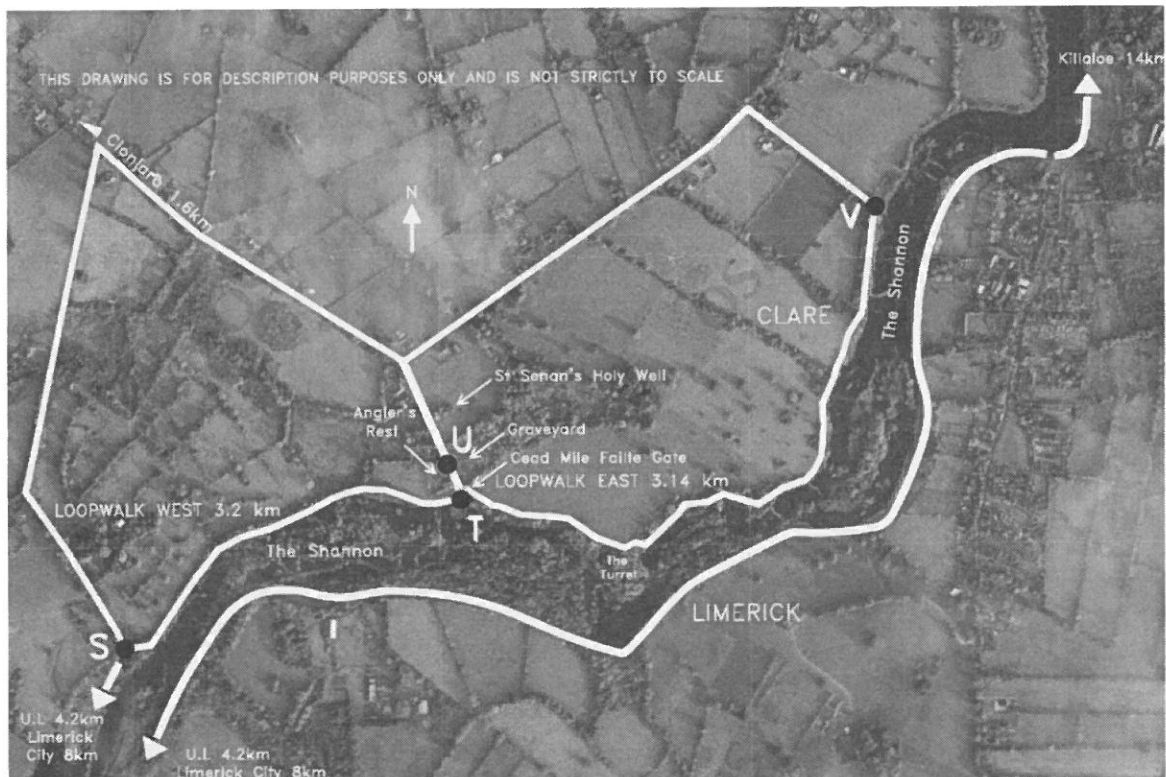 THIS DRAWING IS FOR DESCRIPTION PURPOSES ONLY AND IS NOT STRICTLY TO SCALE
Killaloe 14km
Clonlara 1.6km
N
V
The Shannon
CLARE
St Senan's Holy Well
Angler's
Rest
U
Graveyard
Cead Mile Failte Gate
LOOPWALK EAST 3.14 km
LOOPWALK WEST 3.2 km
T
The Shannon
The
Turret
LIMERICK
S
U.L 4.2km
Limerick
City 8km
U.L 4.2km
Limerick City 8km